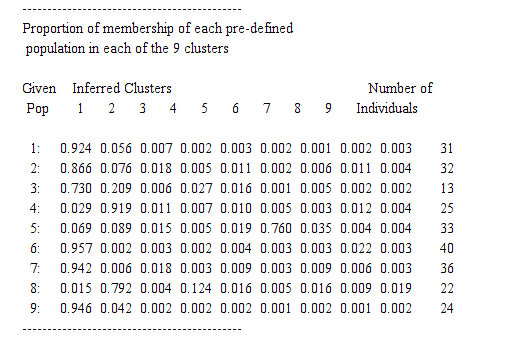 --------------------------------------------
Proportion of membership of each pre-defined
population in each of the 9 clusters
Given Inferred Clusters Number of
Pop 1 2 3 4 5 6 7 8 9 Individuals
1: 0.924 0.056 0.007 0.002 0.003 0.002 0.001 0.002 0.003 31
2: 0.866 0.076 0.018 0.005 0.011 0.002 0.006 0.011 0.004 32
3: 0.730 0.209 0.006 0.027 0.016 0.001 0.005 0.002 0.002 13
4: 0.029 0.919 0.011 0.007 0.010 0.005 0.003 0.012 0.004 25
5: 0.069 0.089 0.015 0.005 0.019 0.760 0.035 0.004 0.004 33
6: 0.957 0.002 0.003 0.002 0.004 0.003 0.003 0.022 0.003 40
7: 0.942 0.006 0.018 0.003 0.009 0.003 0.009 0.006 0.003 36
8: 0.015 0.792 0.004 0.124 0.016 0.005 0.016 0.009 0.019 22
9: 0.946 0.042 0.002 0.002 0.002 0.001 0.002 0.001 0.002 24
--------------------------------------------